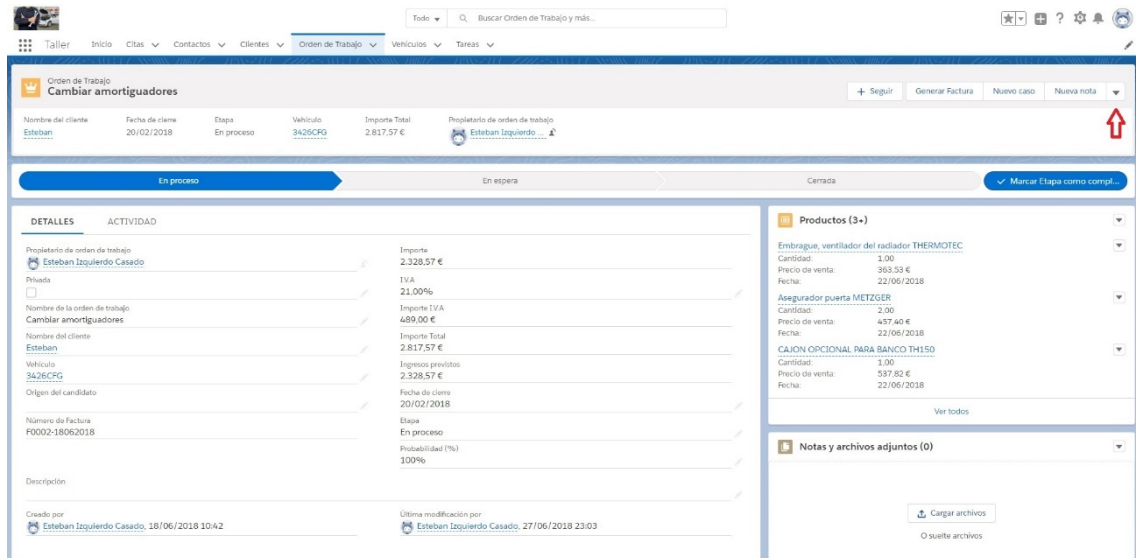 Todo
Buscar Orden de Trabajo y más...
Taller Inicio Citas Contactos Clientes Orden de Trabajo Vehículos Tareas
Orden de Trabajo
Cambiar amortiguadores
+ Seguir Generar Factura Nuevo caso Nueva nota
Nombre del cliente Fecha de cierre Etapa Vehículo Importe Total Propietario de orden de trabajo
Esteban 20/02/2018 En proceso 3426CFG 2.817,57 € Esteban Izquierdo ...
En proceso En espera Cerrada Marcar Etapa como compl...
DETALLES ACTIVIDAD
Propietario de orden de trabajo
Esteban Izquierdo Casado
Privada
Nombre de la orden de trabajo
Cambiar amortiguadores
Nombre del cliente
Esteban
Vehículo
3426CFG
Origen del candidato
Número de Factura
F0002-18062018
Descripción
Creado por
Esteban Izquierdo Casado, 18/06/2018 10:42
Importe
2.328,57 €
I.V.A
21,00%
Importe I.V.A
489,00 €
Importe Total
2.817,57 €
Ingresos previstos
2.328,57 €
Fecha de cierre
20/02/2018
Etapa
En proceso
Probabilidad (%)
100%
Última modificación por
Esteban Izquierdo Casado, 27/06/2018 23:03
Productos (3+)
Embrague, ventilador del radiador THERMOTEC
Cantidad: 1,00
Precio de venta: 363,53 €
Fecha: 22/06/2018
Asegurador puerta METZGER
Cantidad: 2,00
Precio de venta: 457,40 €
Fecha: 22/06/2018
CAJON OPCIONAL PARA BANCO TH150
Cantidad: 1,00
Precio de venta: 537,82 €
Fecha: 22/06/2018
Ver todos
Notas y archivos adjuntos (0)
Cargar archivos
O suelte archivos